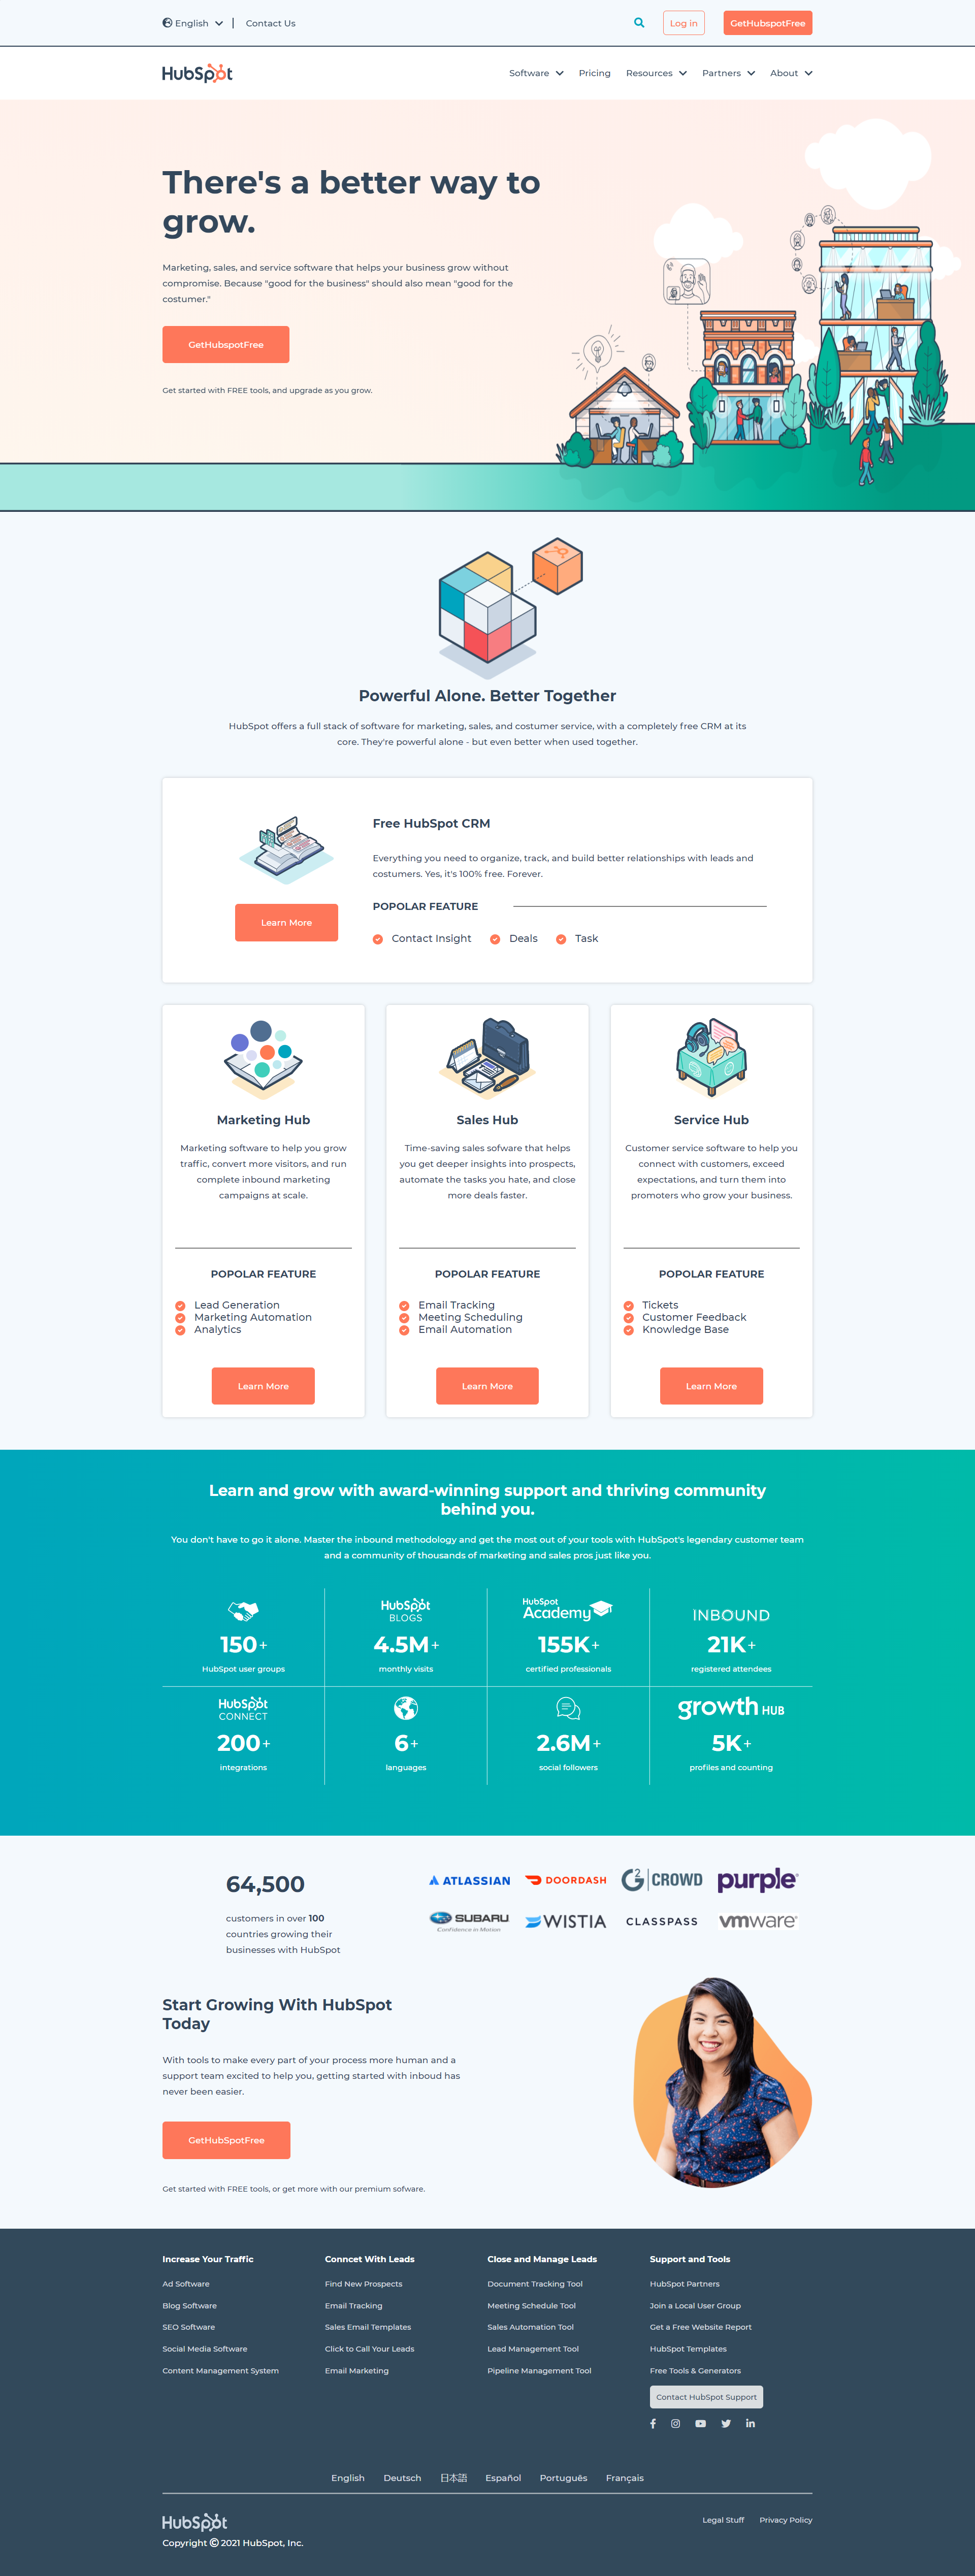 English
Contact Us
Log in
GetHubspotFree
HubSpot
Software
Pricing
Resources
Partners
About
There's a better way to
grow.
Marketing, sales, and service software that helps your business grow without
compromise. Because "good for the business" should also mean "good for the
costumer."
GetHubspotFree
Get started with FREE tools, and upgrade as you grow.
Powerful Alone. Better Together
HubSpot offers a full stack of software for marketing, sales, and costumer service, with a completely free CRM at its
core. They're powerful alone - but even better when used together.
Free HubSpot CRM
Everything you need to organize, track, and build better relationships with leads and
costumers. Yes, it's 100% free. Forever.
Learn More
POPOLAR FEATURE
Contact Insight
Deals
Task
Marketing Hub
Marketing software to help you grow
traffic, convert more visitors, and run
complete inbound marketing
campaigns at scale.
POPOLAR FEATURE
Lead Generation
Marketing Automation
Analytics
Learn More
Sales Hub
Time-saving sales sofware that helps
you get deeper insights into prospects,
automate the tasks you hate, and close
more deals faster.
POPOLAR FEATURE
Email Tracking
Meeting Scheduling
Email Automation
Learn More
Service Hub
Customer service software to help you
connect with customers, exceed
expectations, and turn them into
promoters who grow your business.
POPOLAR FEATURE
Tickets
Customer Feedback
Knowledge Base
Learn More
Learn and grow with award-winning support and thriving community
behind you.
You don't have to go it alone. Master the inbound methodology and get the most out of your tools with HubSpot's legendary customer team
and a community of thousands of marketing and sales pros just like you.
150+
HubSpot user groups
HubSpot
BLOGS
4.5M+
monthly visits
HubSpot
Academy
155K+
certified professionals
INBOUND
21K+
registered attendees
HubSpot
CONNECT
200+
integrations
6+
languages
2.6M+
social followers
growth HUB
5K+
profiles and counting
64,500
customers in over 100
countries growing their
businesses with HubSpot
ATLASSIAN
DOORDASH
G2 CROWD
purple
SUBARU
Confidence in Motion
WISTIA
CLASSPASS
vmware
Start Growing With HubSpot
Today
With tools to make every part of your process more human and a
support team excited to help you, getting started with inboud has
never been easier.
GetHubSpotFree
Get started with FREE tools, or get more with our premium sofware.
Increase Your Traffic
Ad Software
Blog Software
SEO Software
Social Media Software
Content Management System
Conncet With Leads
Find New Prospects
Email Tracking
Sales Email Templates
Click to Call Your Leads
Email Marketing
Close and Manage Leads
Document Tracking Tool
Meeting Schedule Tool
Sales Automation Tool
Lead Management Tool
Pipeline Management Tool
Support and Tools
HubSpot Partners
Join a Local User Group
Get a Free Website Report
HubSpot Templates
Free Tools & Generators
Contact HubSpot Support
English
Deutsch
日本語
Español
Português
Français
HubSpot
Copyright © 2021 HubSpot, Inc.
Legal Stuff
Privacy Policy